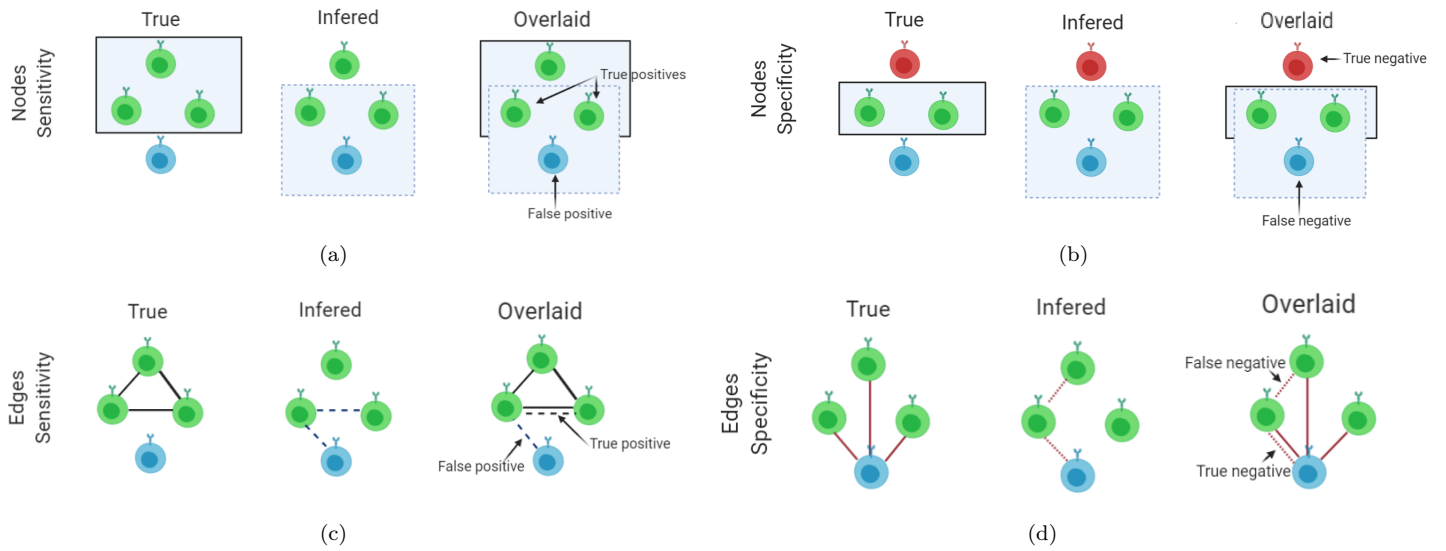 Nodes
Sensitivity
True
Infered
Overlaid
True positives
False positive
(a)
Nodes
Specificity
True
Infered
Overlaid
True negative
False negative
(b)
Edges
Sensitivity
True
Infered
Overlaid
True positive
False positive
(c)
Edges
Specificity
True
Infered
Overlaid
False negative
True negative
(d)